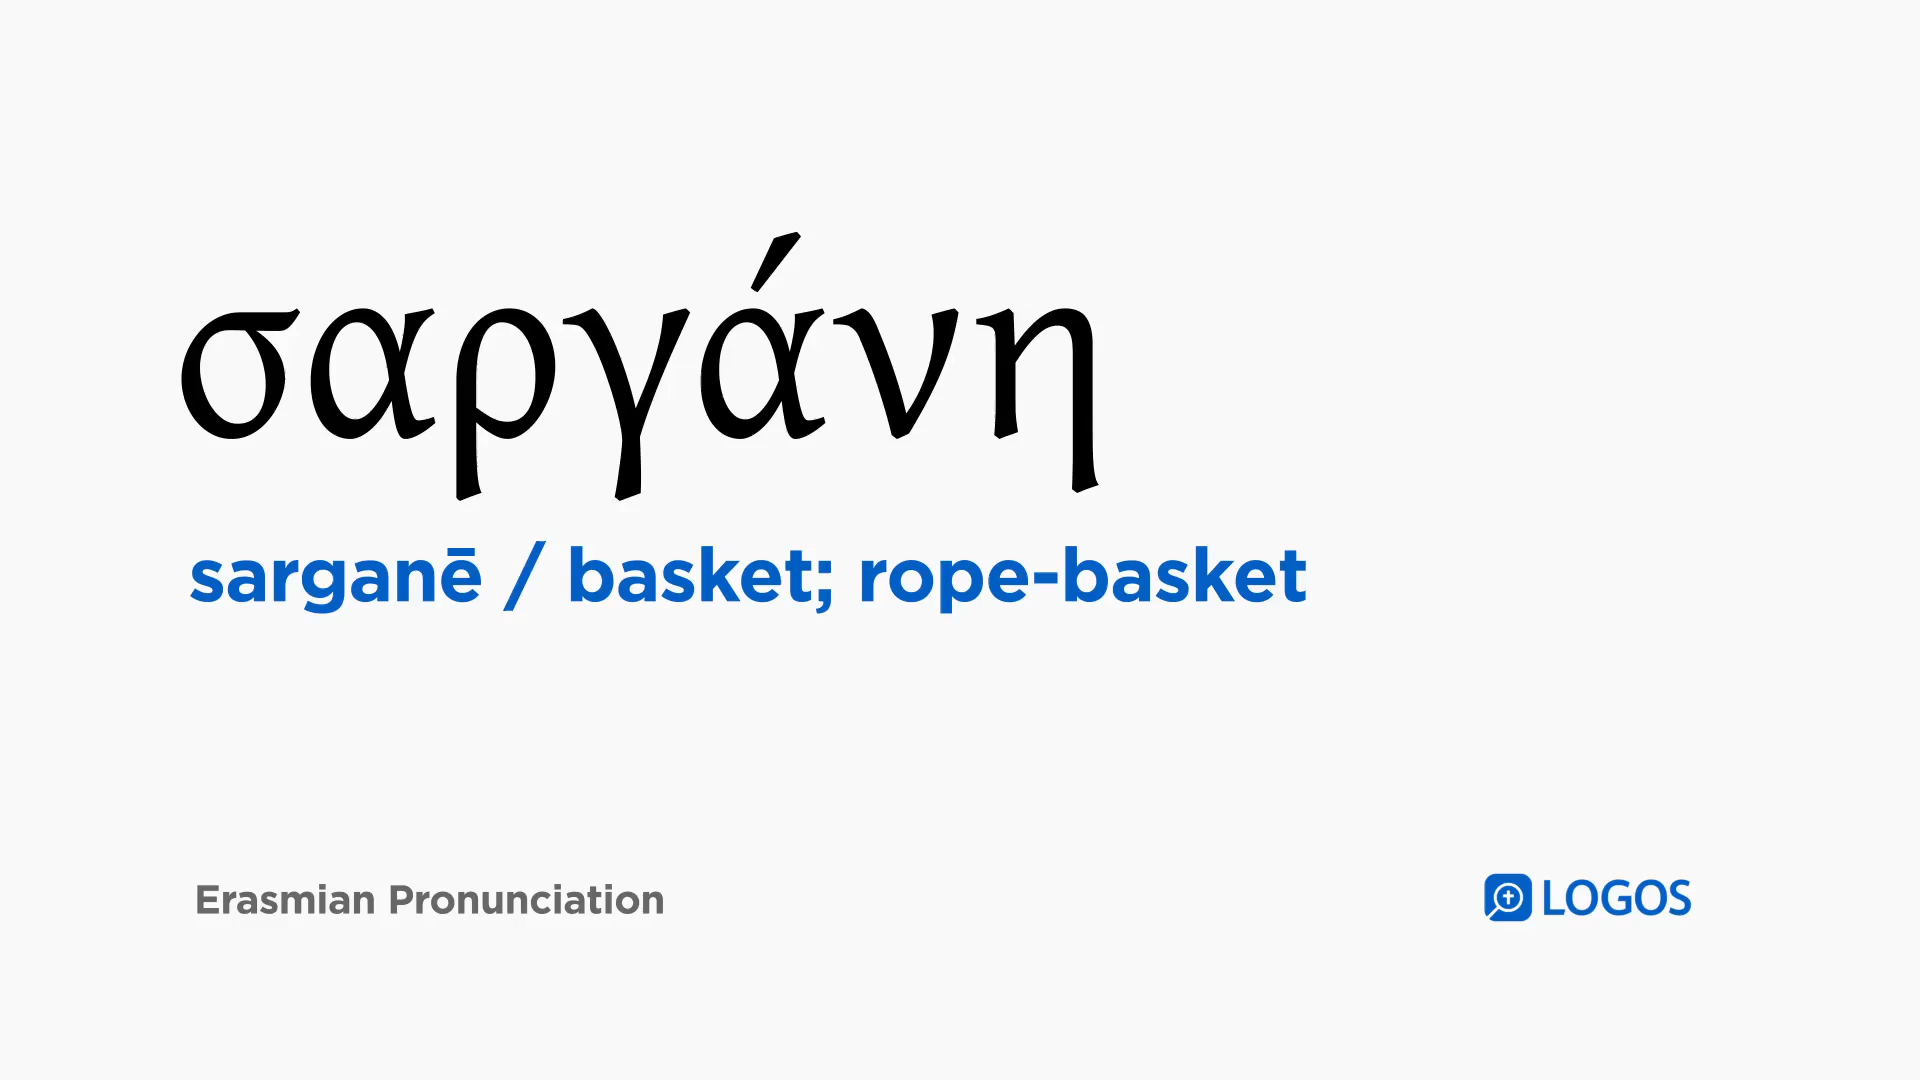 σαργάνη
sarganē / basket; rope-basket
Erasmian Pronunciation
LOGOS